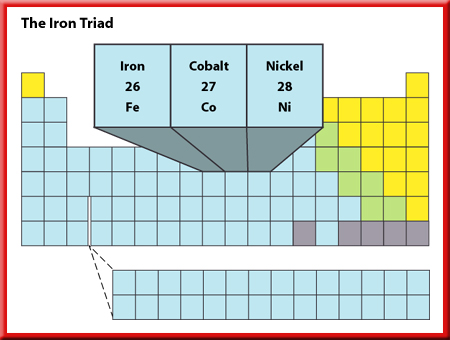 The Iron Triad
Iron Cobalt Nickel
26 27 28
Fe Co Ni